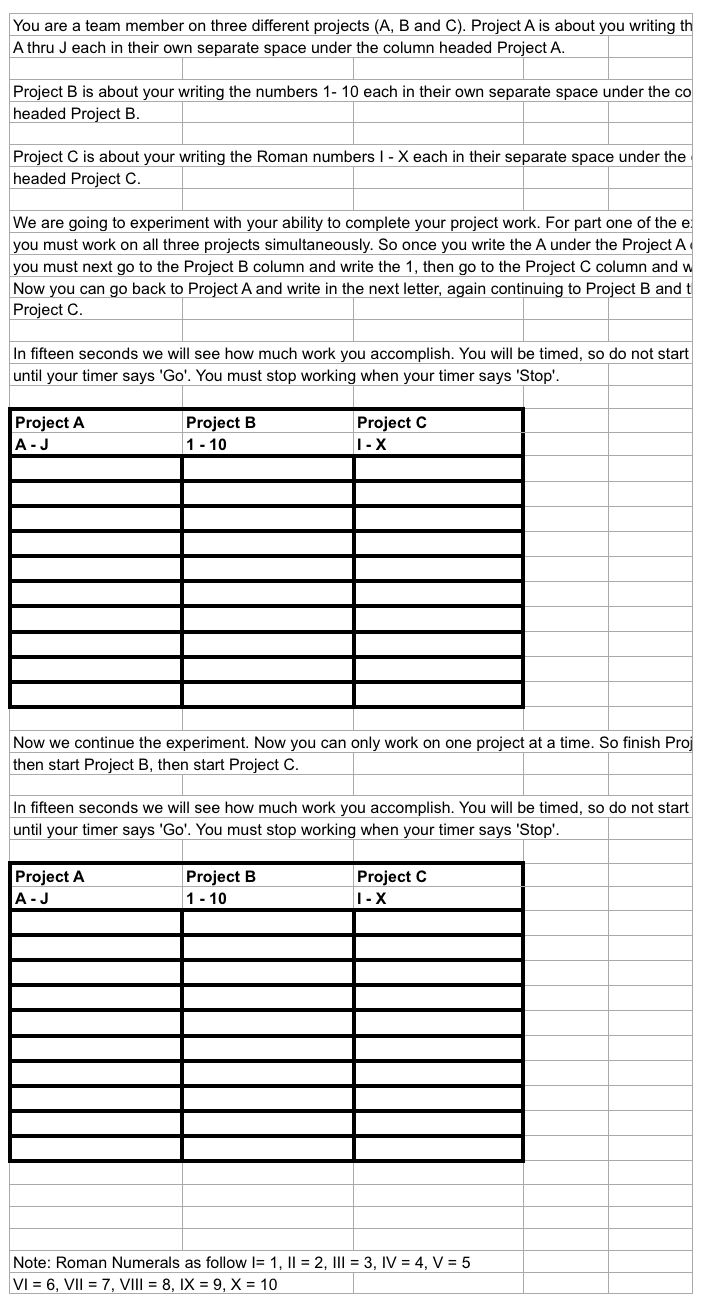 You are a team member on three different projects (A, B and C). Project A is about you writing th
A thru J each in their own separate space under the column headed Project A.
Project B is about your writing the numbers 1- 10 each in their own separate space under the co
headed Project B.
Project C is about your writing the Roman numbers I - X each in their separate space under the
headed Project C.
We are going to experiment with your ability to complete your project work. For part one of the e
you must work on all three projects simultaneously. So once you write the A under the Project A
you must next go to the Project B column and write the 1, then go to the Project C column and w
Now you can go back to Project A and write in the next letter, again continuing to Project B and t
Project C.
In fifteen seconds we will see how much work you accomplish. You will be timed, so do not start
until your timer says 'Go'. You must stop working when your timer says 'Stop'.
Project A Project B Project C
A - J 1 - 10 I - X
Now we continue the experiment. Now you can only work on one project at a time. So finish Proj
then start Project B, then start Project C.
In fifteen seconds we will see how much work you accomplish. You will be timed, so do not start
until your timer says 'Go'. You must stop working when your timer says 'Stop'.
Project A Project B Project C
A - J 1 - 10 I - X
Note: Roman Numerals as follow I= 1, II = 2, III = 3, IV = 4, V = 5
VI = 6, VII = 7, VIII = 8, IX = 9, X = 10